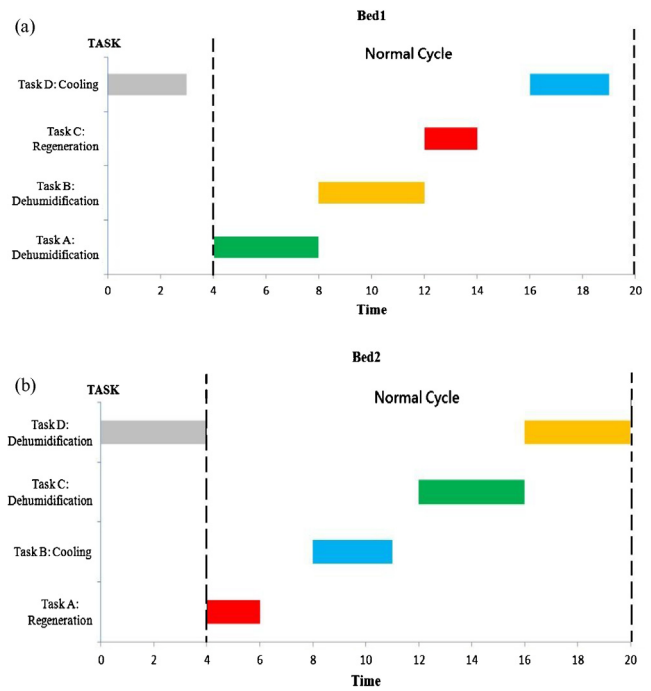 (a)
Bed1
TASK
Normal Cycle
Task D: Cooling
Task C:
Regeneration
Task B:
Dehumidification
Task A:
Dehumidification
0 2 4 6 8 10 12 14 16 18 20
Time
Bed2
(b)
TASK
Normal Cycle
Task D:
Dehumidification
Task C:
Dehumidification
Task B: Cooling
Task A:
Regeneration
0 2 4 6 8 10 12 14 16 18 20
Time